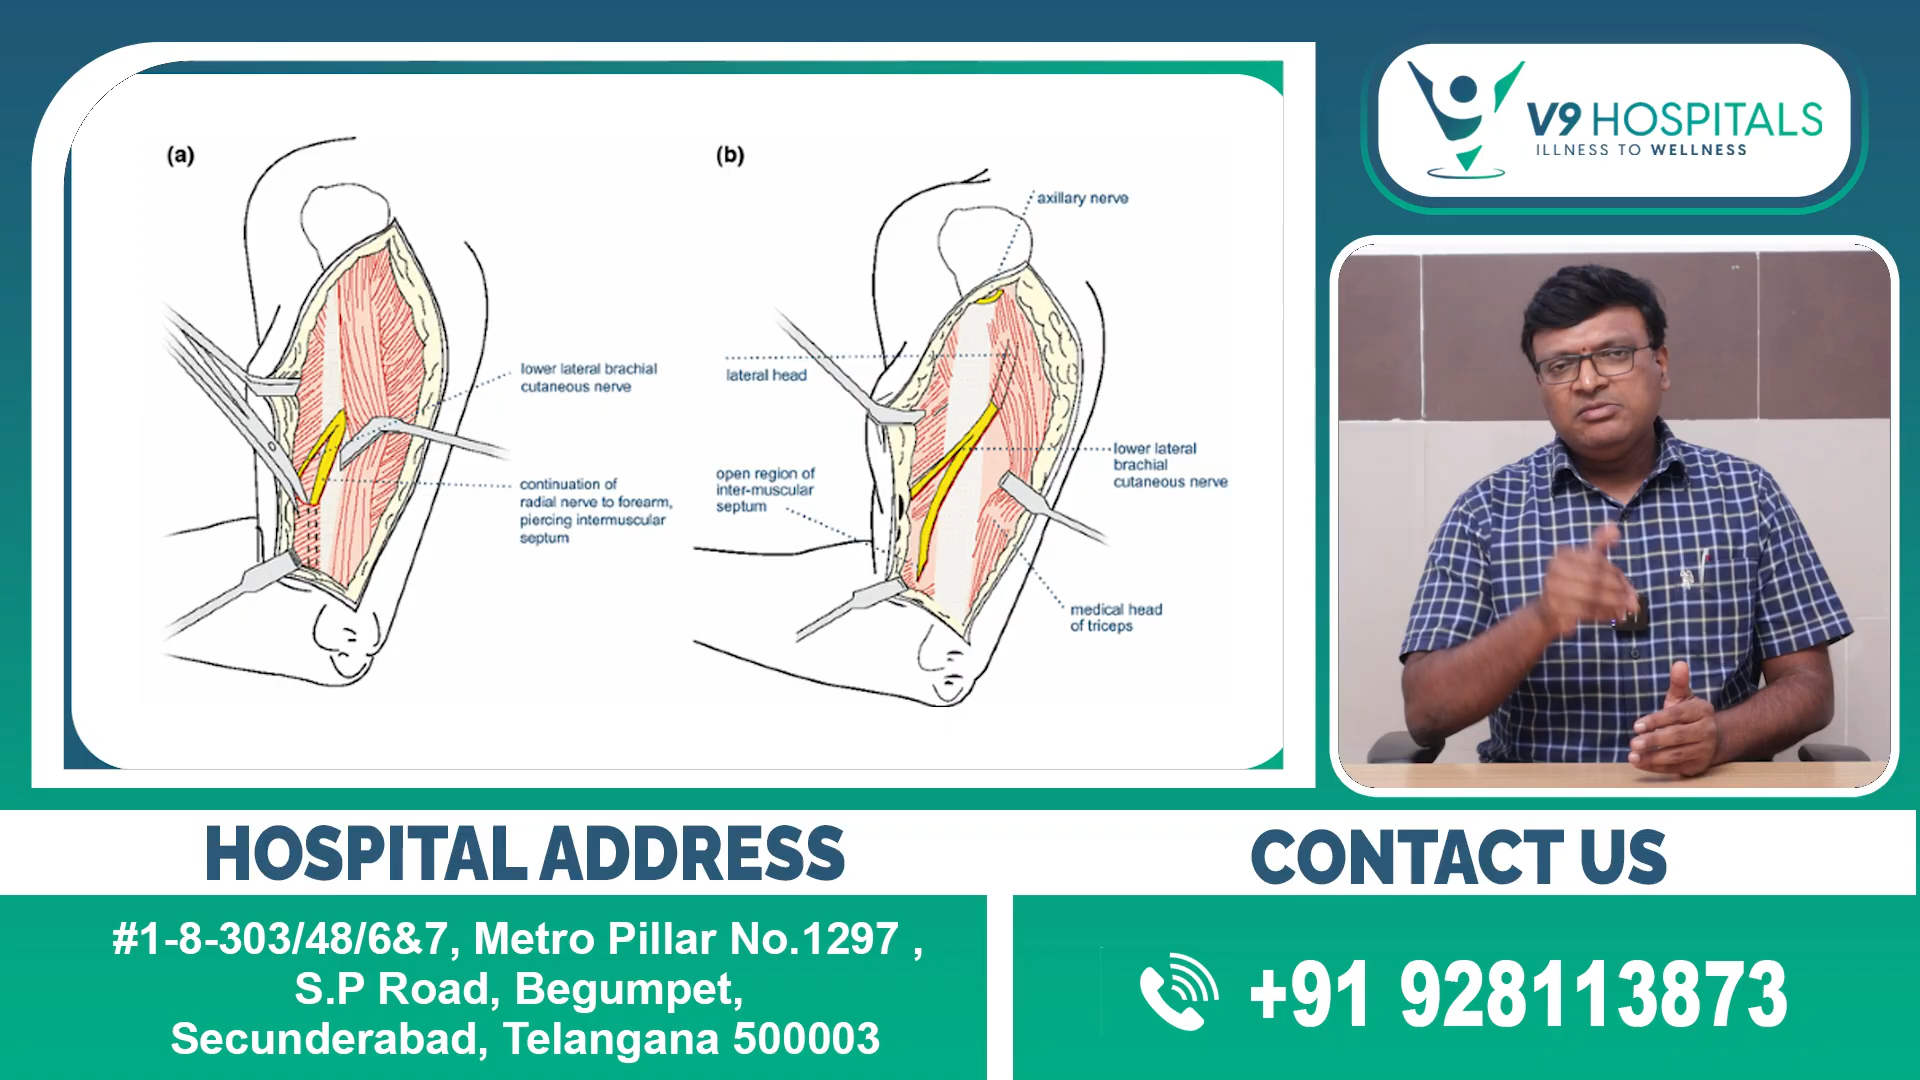 (a)
(b)
axillary nerve
lower lateral brachial
cutaneous nerve
lateral head
continuation of
radial nerve to forearm,
piercing intermuscular
septum
open region of
inter-muscular
septum
lower lateral
brachial
cutaneous nerve
medical head
of triceps
V9 HOSPITALS
ILLNESS TO WELLNESS
HOSPITAL ADDRESS
#1-8-303/48/6&7, Metro Pillar No.1297 ,
S.P Road, Begumpet,
Secunderabad, Telangana 500003
CONTACT US
+91 928113873